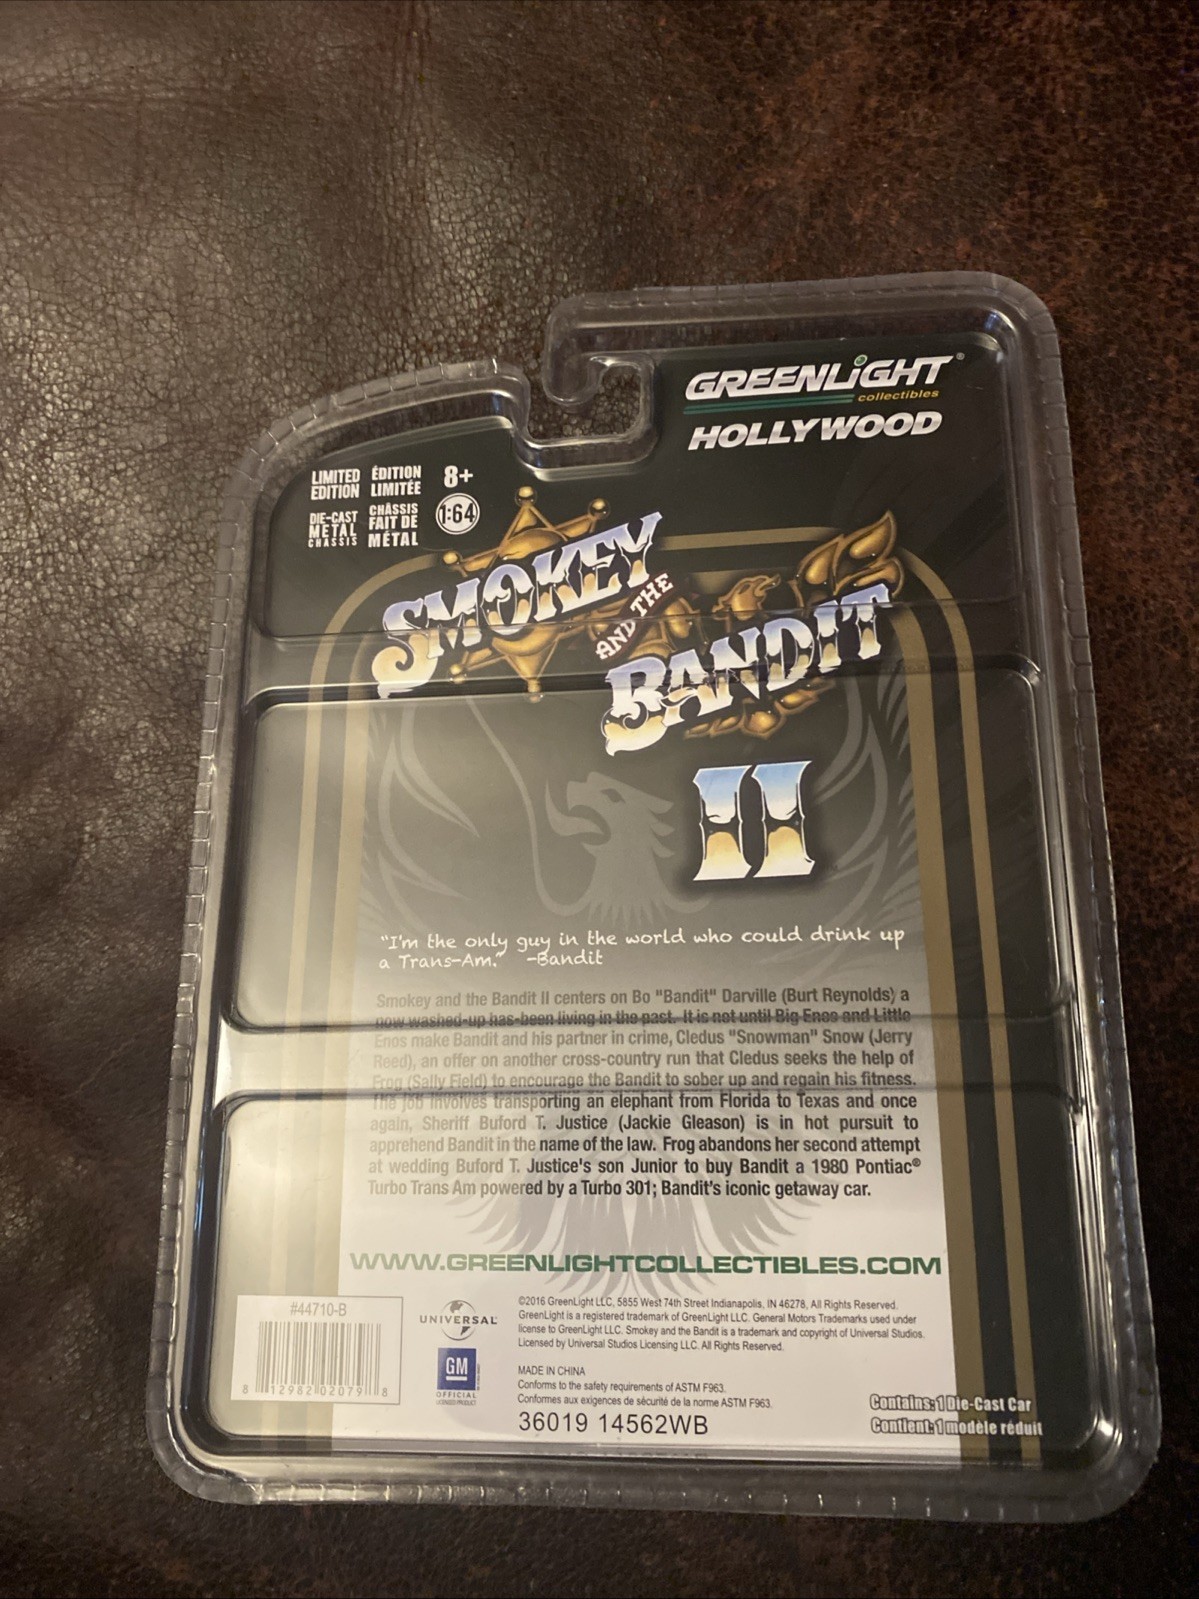 GREENLiGHT®
collectibles
HOLLYWOOD
LIMITED EDITION
ÉDITION LIMITÉE
8+
DIE-CAST METAL CHASSIS
CHÂSSIS FAIT DE MÉTAL
1:64
SMOKEY
AND THE
BANDIT
II
"I'm the only guy in the world who could drink up
a Trans-Am." -Bandit
Smokey and the Bandit II centers on Bo "Bandit" Darville (Burt Reynolds) a
now washed-up has-been living in the past. It is not until Big Enos and Little
Enos make Bandit and his partner in crime, Cledus "Snowman" Snow (Jerry
Reed), an offer on another cross-country run that Cledus seeks the help of
Frog (Sally Field) to encourage the Bandit to sober up and regain his fitness.
The job involves transporting an elephant from Florida to Texas and once
again, Sheriff Buford T. Justice (Jackie Gleason) is in hot pursuit to
apprehend Bandit in the name of the law. Frog abandons her second attempt
at wedding Buford T. Justice's son Junior to buy Bandit a 1980 Pontiac®
Turbo Trans Am powered by a Turbo 301; Bandit's iconic getaway car.
WWW.GREENLIGHTCOLLECTIBLES.COM
#44710-B
8 12982 02079 8
UNIVERSAL
GM
OFFICIAL
LICENSED PRODUCT
©2016 GreenLight LLC, 5855 West 74th Street Indianapolis, IN 46278, All Rights Reserved.
GreenLight is a registered trademark of GreenLight LLC. General Motors Trademarks used under
license to GreenLight LLC. Smokey and the Bandit is a trademark and copyright of Universal Studios.
Licensed by Universal Studios Licensing LLC. All Rights Reserved.
MADE IN CHINA
Conforms to the safety requirements of ASTM F963.
Conformes aux exigences de sécurité de la norme ASTM F963.
36019 14562WB
Contains: 1 Die-Cast Car
Contient: 1 modèle réduit